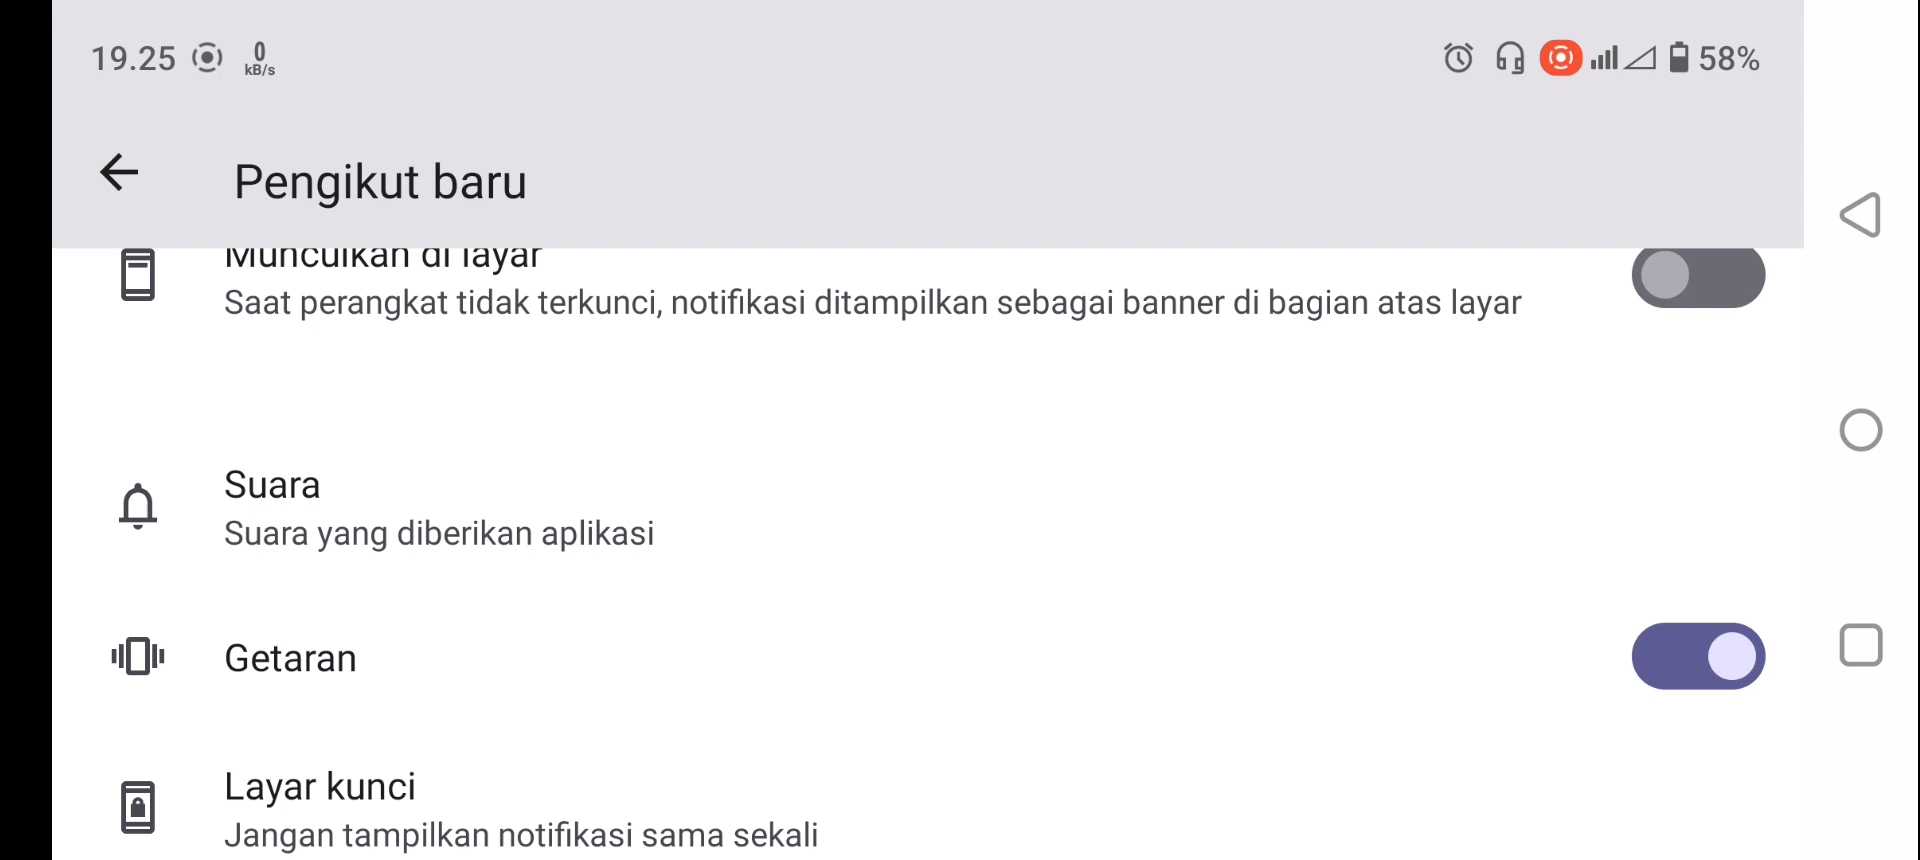 19.25 0 kB/s 58%
Pengikut baru
Munculkan di layar
Saat perangkat tidak terkunci, notifikasi ditampilkan sebagai banner di bagian atas layar
Suara
Suara yang diberikan aplikasi
Getaran
Layar kunci
Jangan tampilkan notifikasi sama sekali